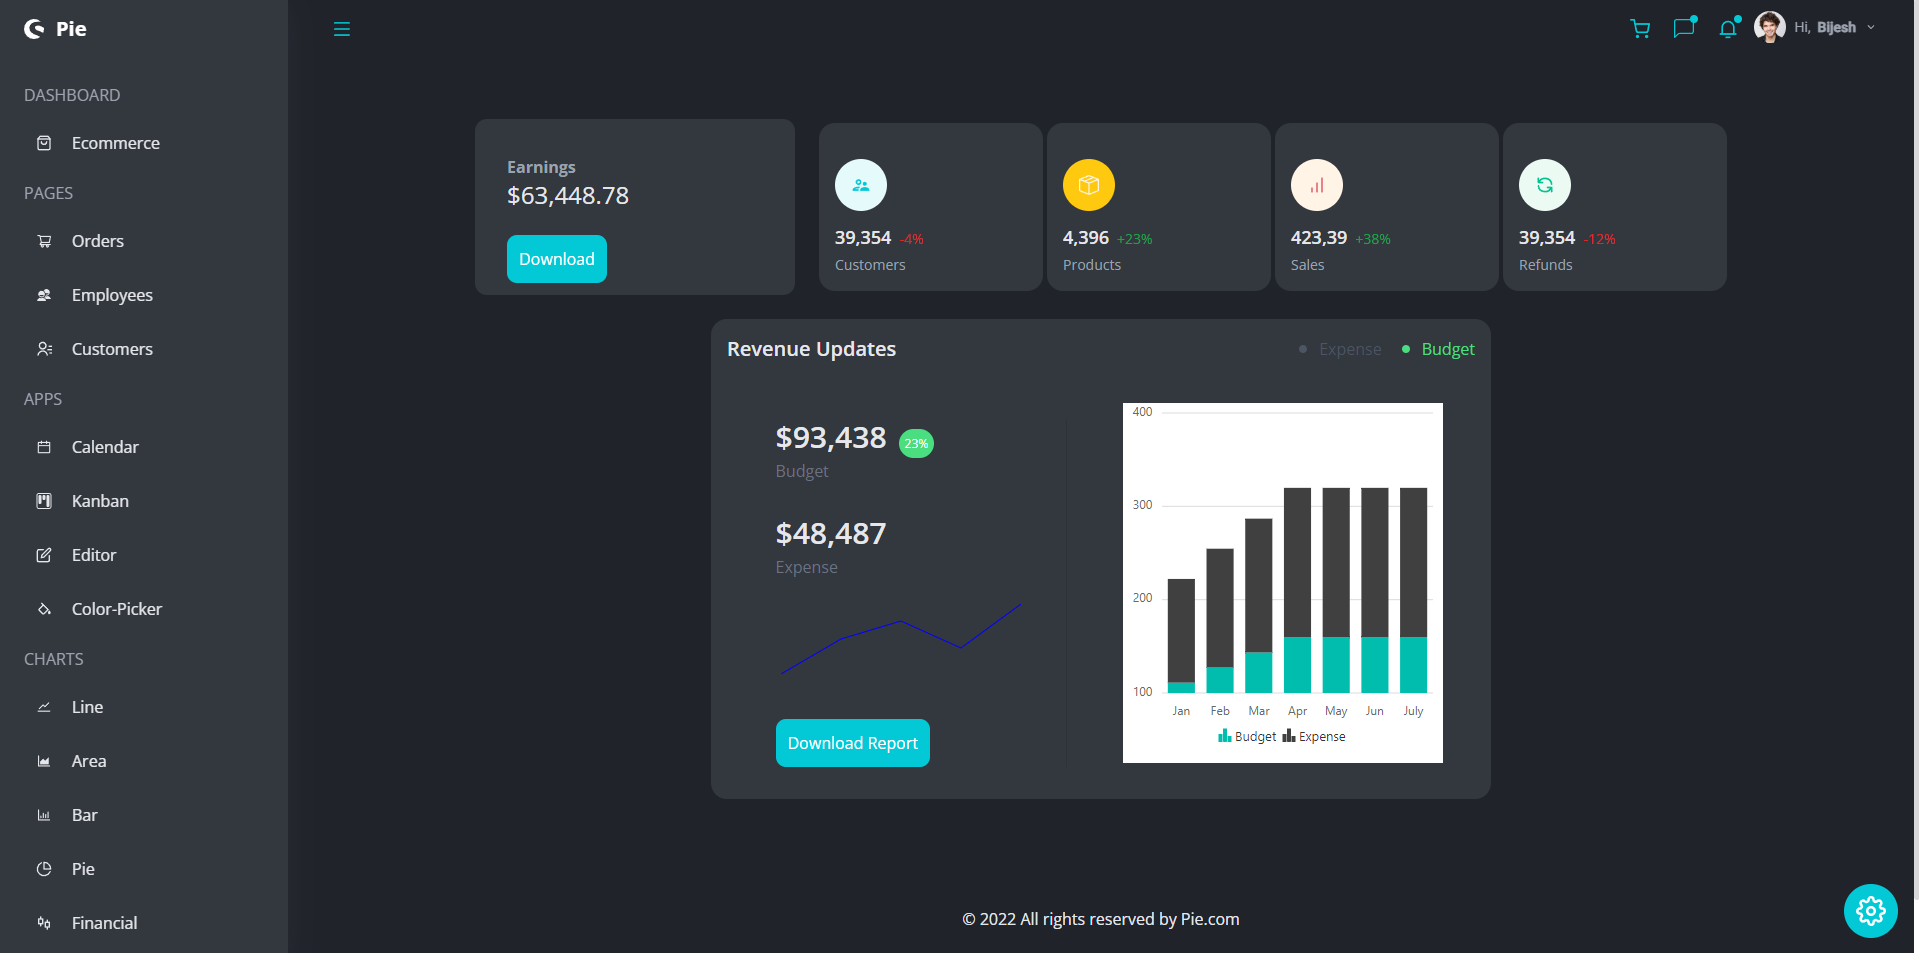 Pie
Hi, Bijesh
DASHBOARD
Ecommerce
PAGES
Orders
Employees
Customers
APPS
Calendar
Kanban
Editor
Color-Picker
CHARTS
Line
Area
Bar
Pie
Financial
Earnings
$63,448.78
Download
39,354 -4%
Customers
4,396 +23%
Products
423,39 +38%
Sales
39,354 -12%
Refunds
Revenue Updates
Expense Budget
$93,438 23%
Budget
$48,487
Expense
Download Report
400
300
200
100
Jan Feb Mar Apr May Jun July
Budget Expense
© 2022 All rights reserved by Pie.com